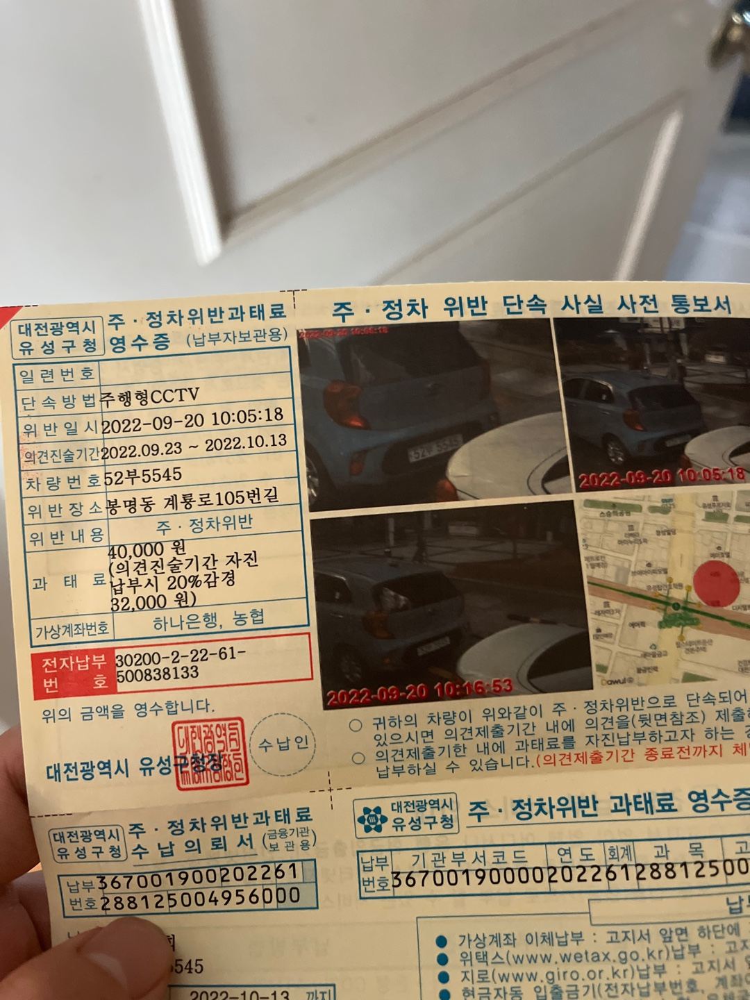 대전광역시
유성구청
주·정차위반과태료
영수증 (납부자보관용)
일련번호
단속방법 주행형CCTV
위반일시 2022-09-20 10:05:18
의견진술기간 2022.09.23 ~ 2022.10.13
차량번호 52부5545
위반장소 봉명동 계룡로105번길
위반내용 주·정차위반
과태료 40,000 원
(의견진술기간 자진
납부시 20%감경
32,000 원)
가상계좌번호 하나은행, 농협
전자납부
번호
30200-2-22-61-
500838133
위의 금액을 영수합니다.
대전광역시 유성구청장
수납인
주·정차 위반 단속 사실 사전 통보서
2022-09-20 10:05:18
52부 5545
2022-09-20 10:05:18
2022-09-20 10:16:53
Dawul
○ 귀하의 차량이 위와같이 주·정차위반으로 단속되어
있으시면 의견제출기간 내에 의견을(뒷면참조) 제출
○ 의견제출기한 내에 과태료를 자진납부하고자 하는
납부하실 수 있습니다.(의견제출기간 종료전까지
대전광역시
유성구청
주·정차위반과태료
수납의뢰서 (금융기관
보관용)
납부 36700190020226 1
번호 288125004956000
5545
2022-10-13 까지
대전광역시
유성구청
주·정차위반 과태료 영수증
납부
번호
기관부서코드 연도 회계 과목
3670019000020226128812500
● 가상계좌 이체납부 : 고지서 앞면 하단에
● 위택스(www.wetax.go.kr)납부 :
● 지로(www.giro.or.kr)납부 : 고지서
● 현금자동 입출금기(전자납부번호,